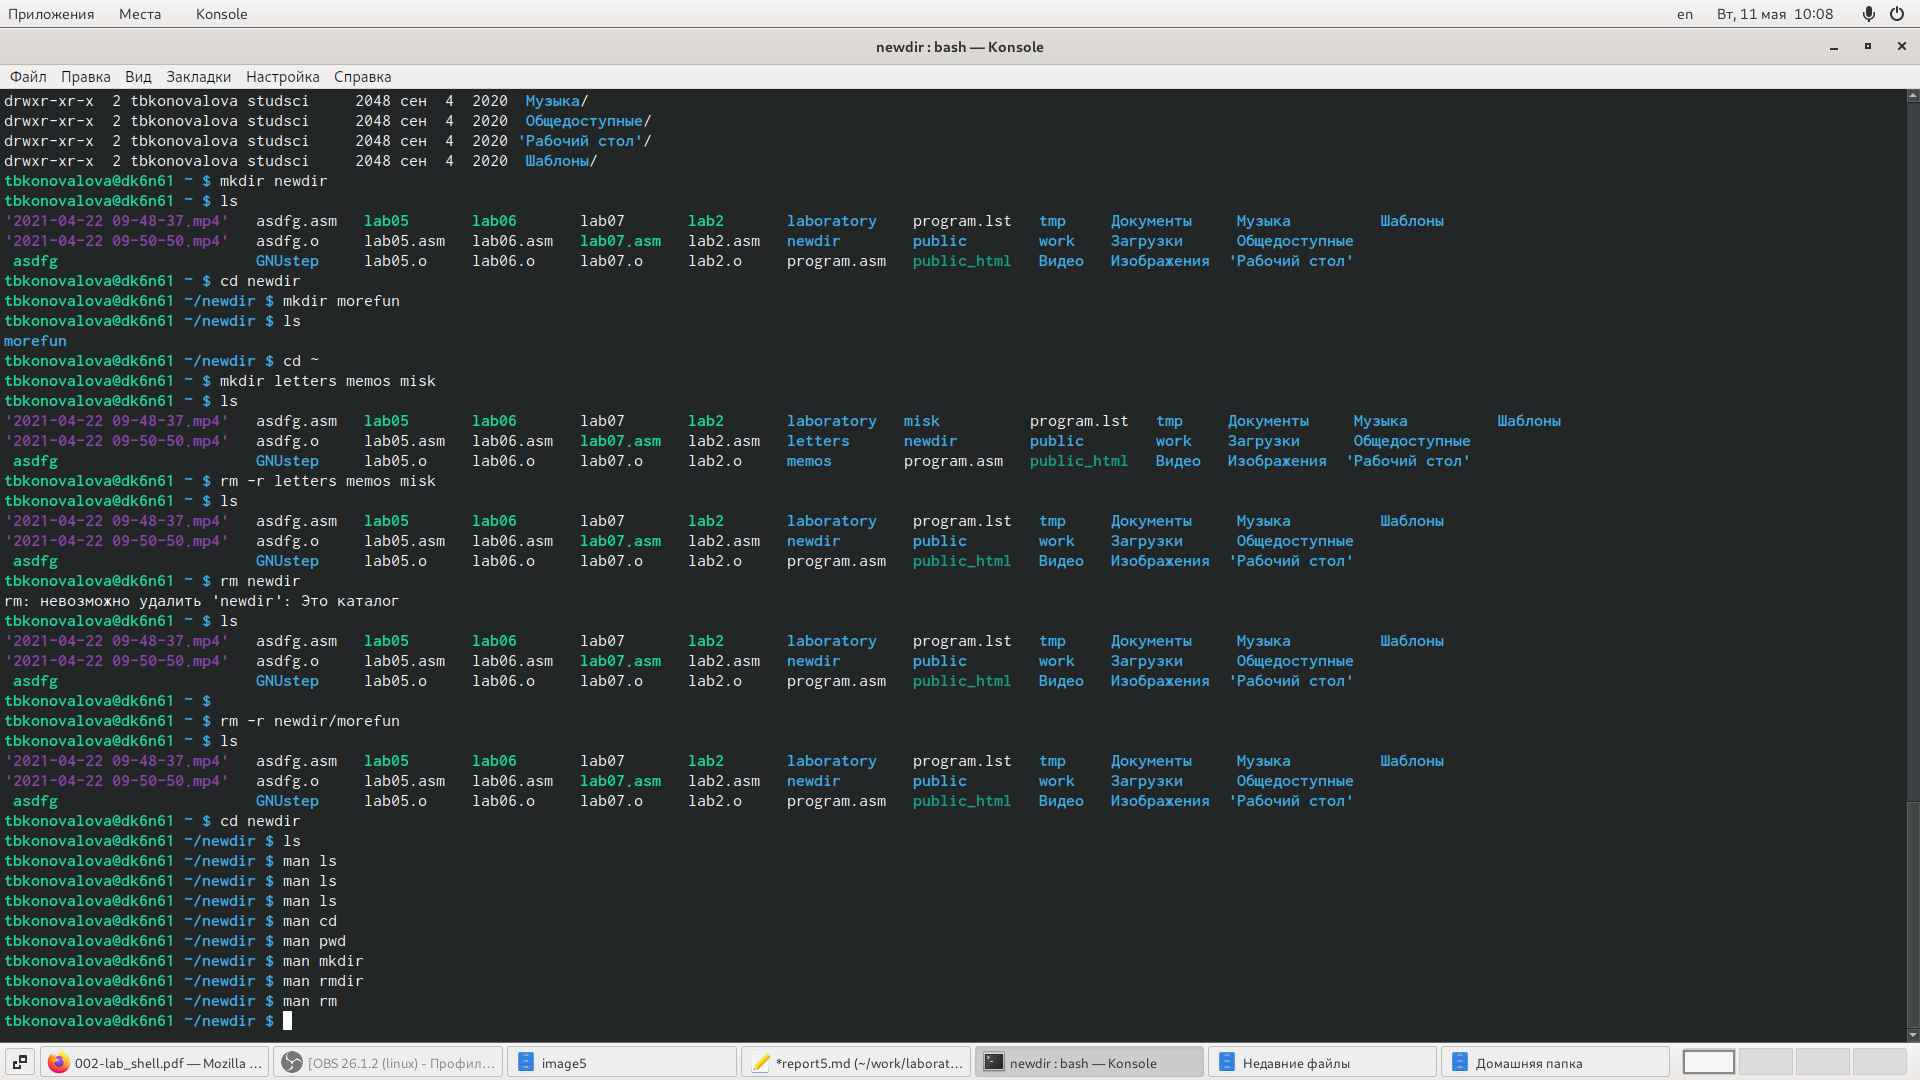 Приложения Места Konsole en Вт, 11 мая 10:08
newdir : bash — Konsole
Файл Правка Вид Закладки Настройка Справка
drwxr-xr-x 2 tbkonovalova studsci 2048 сен 4 2020 Музыка/
drwxr-xr-x 2 tbkonovalova studsci 2048 сен 4 2020 Общедоступные/
drwxr-xr-x 2 tbkonovalova studsci 2048 сен 4 2020 'Рабочий стол'/
drwxr-xr-x 2 tbkonovalova studsci 2048 сен 4 2020 Шаблоны/
tbkonovalova@dk6n61 ~ $ mkdir newdir
tbkonovalova@dk6n61 ~ $ ls
'2021-04-22 09-48-37.mp4' asdfg.asm lab05 lab06 lab07 lab2 laboratory program.lst tmp Документы Музыка Шаблоны
'2021-04-22 09-50-50.mp4' asdfg.o lab05.asm lab06.asm lab07.asm lab2.asm newdir public work Загрузки Общедоступные
asdfg GNUstep lab05.o lab06.o lab07.o lab2.o program.asm public_html Видео Изображения 'Рабочий стол'
tbkonovalova@dk6n61 ~ $ cd newdir
tbkonovalova@dk6n61 ~/newdir $ mkdir morefun
tbkonovalova@dk6n61 ~/newdir $ ls
morefun
tbkonovalova@dk6n61 ~/newdir $ cd ~
tbkonovalova@dk6n61 ~ $ mkdir letters memos misk
tbkonovalova@dk6n61 ~ $ ls
'2021-04-22 09-48-37.mp4' asdfg.asm lab05 lab06 lab07 lab2 laboratory misk program.lst tmp Документы Музыка Шаблоны
'2021-04-22 09-50-50.mp4' asdfg.o lab05.asm lab06.asm lab07.asm lab2.asm letters newdir public work Загрузки Общедоступные
asdfg GNUstep lab05.o lab06.o lab07.o lab2.o memos program.asm public_html Видео Изображения 'Рабочий стол'
tbkonovalova@dk6n61 ~ $ rm -r letters memos misk
tbkonovalova@dk6n61 ~ $ ls
'2021-04-22 09-48-37.mp4' asdfg.asm lab05 lab06 lab07 lab2 laboratory program.lst tmp Документы Музыка Шаблоны
'2021-04-22 09-50-50.mp4' asdfg.o lab05.asm lab06.asm lab07.asm lab2.asm newdir public work Загрузки Общедоступные
asdfg GNUstep lab05.o lab06.o lab07.o lab2.o program.asm public_html Видео Изображения 'Рабочий стол'
tbkonovalova@dk6n61 ~ $ rm newdir
rm: невозможно удалить 'newdir': Это каталог
tbkonovalova@dk6n61 ~ $ ls
'2021-04-22 09-48-37.mp4' asdfg.asm lab05 lab06 lab07 lab2 laboratory program.lst tmp Документы Музыка Шаблоны
'2021-04-22 09-50-50.mp4' asdfg.o lab05.asm lab06.asm lab07.asm lab2.asm newdir public work Загрузки Общедоступные
asdfg GNUstep lab05.o lab06.o lab07.o lab2.o program.asm public_html Видео Изображения 'Рабочий стол'
tbkonovalova@dk6n61 ~ $
tbkonovalova@dk6n61 ~ $ rm -r newdir/morefun
tbkonovalova@dk6n61 ~ $ ls
'2021-04-22 09-48-37.mp4' asdfg.asm lab05 lab06 lab07 lab2 laboratory program.lst tmp Документы Музыка Шаблоны
'2021-04-22 09-50-50.mp4' asdfg.o lab05.asm lab06.asm lab07.asm lab2.asm newdir public work Загрузки Общедоступные
asdfg GNUstep lab05.o lab06.o lab07.o lab2.o program.asm public_html Видео Изображения 'Рабочий стол'
tbkonovalova@dk6n61 ~ $ cd newdir
tbkonovalova@dk6n61 ~/newdir $ ls
tbkonovalova@dk6n61 ~/newdir $ man ls
tbkonovalova@dk6n61 ~/newdir $ man ls
tbkonovalova@dk6n61 ~/newdir $ man ls
tbkonovalova@dk6n61 ~/newdir $ man cd
tbkonovalova@dk6n61 ~/newdir $ man pwd
tbkonovalova@dk6n61 ~/newdir $ man mkdir
tbkonovalova@dk6n61 ~/newdir $ man rmdir
tbkonovalova@dk6n61 ~/newdir $ man rm
tbkonovalova@dk6n61 ~/newdir $
002-lab_shell.pdf — Mozilla ... [OBS 26.1.2 (linux) - Профил... image5 *report5.md (~/work/laborat... newdir : bash — Konsole Недавние файлы Домашняя папка